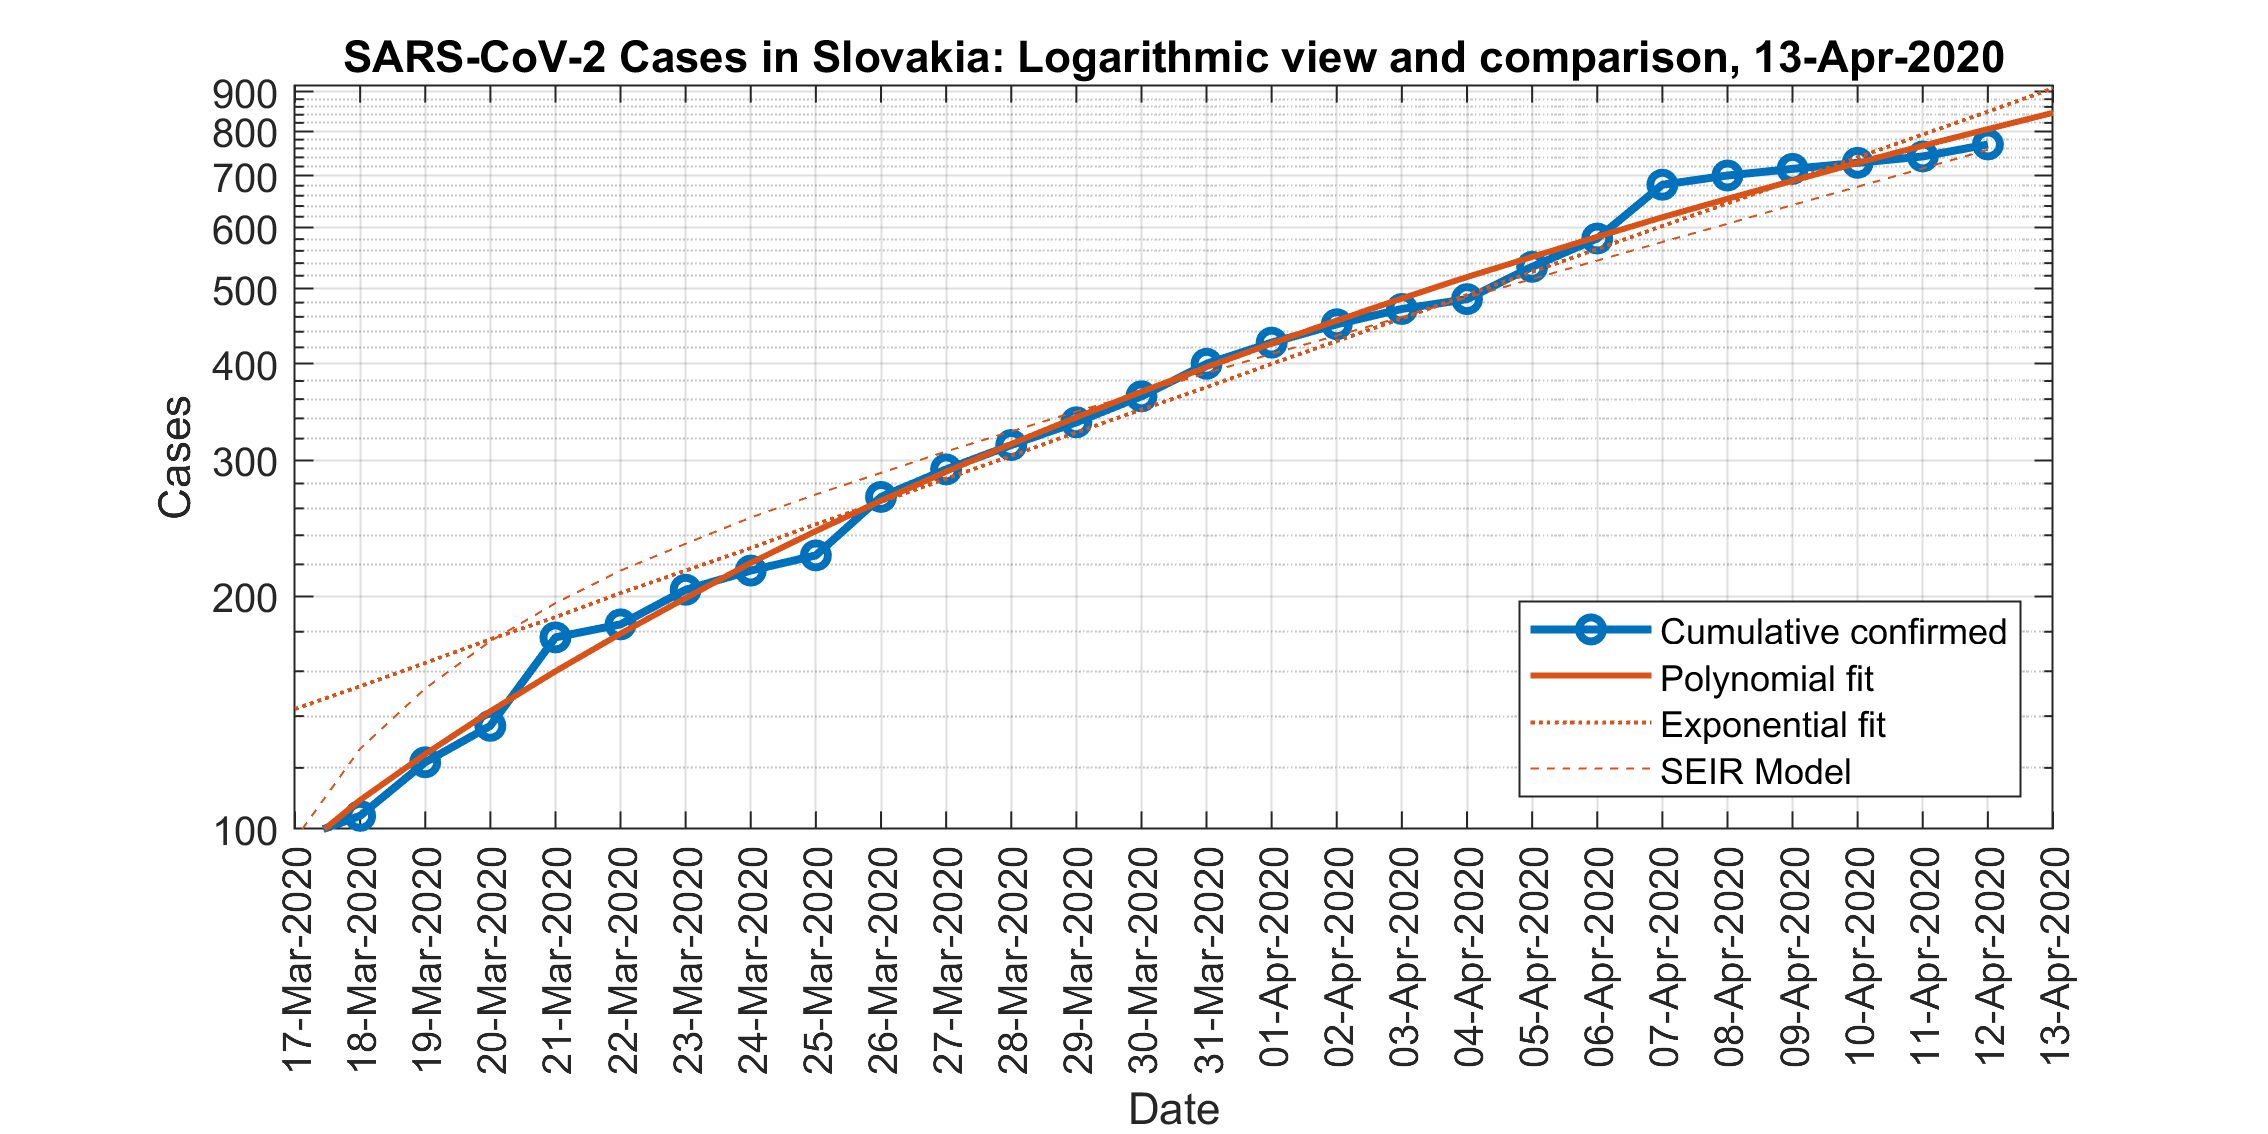 SARS-CoV-2 Cases in Slovakia: Logarithmic view and comparison, 13-Apr-2020
900
800
700
600
500
400
300
200
100
Cases
Cumulative confirmed
Polynomial fit
Exponential fit
SEIR Model
17-Mar-2020
18-Mar-2020
19-Mar-2020
20-Mar-2020
21-Mar-2020
22-Mar-2020
23-Mar-2020
24-Mar-2020
25-Mar-2020
26-Mar-2020
27-Mar-2020
28-Mar-2020
29-Mar-2020
30-Mar-2020
31-Mar-2020
01-Apr-2020
02-Apr-2020
03-Apr-2020
04-Apr-2020
05-Apr-2020
06-Apr-2020
07-Apr-2020
08-Apr-2020
09-Apr-2020
10-Apr-2020
11-Apr-2020
12-Apr-2020
13-Apr-2020
Date